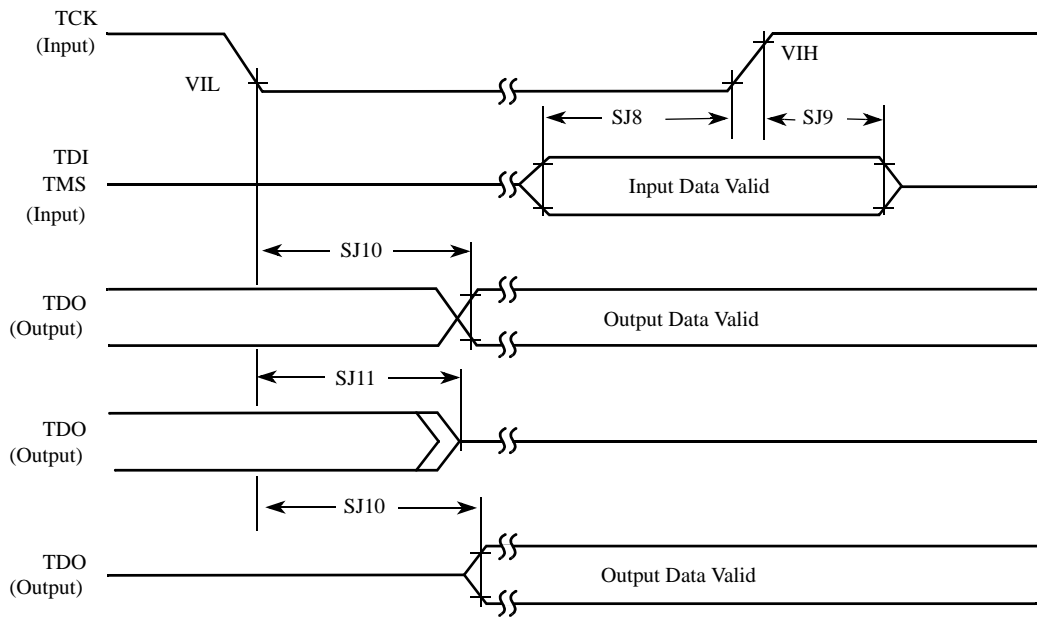 TCK
(Input)
VIL
VIH
SJ8
SJ9
TDI
TMS
(Input)
Input Data Valid
SJ10
TDO
(Output)
Output Data Valid
SJ11
TDO
(Output)
SJ10
TDO
(Output)
Output Data Valid